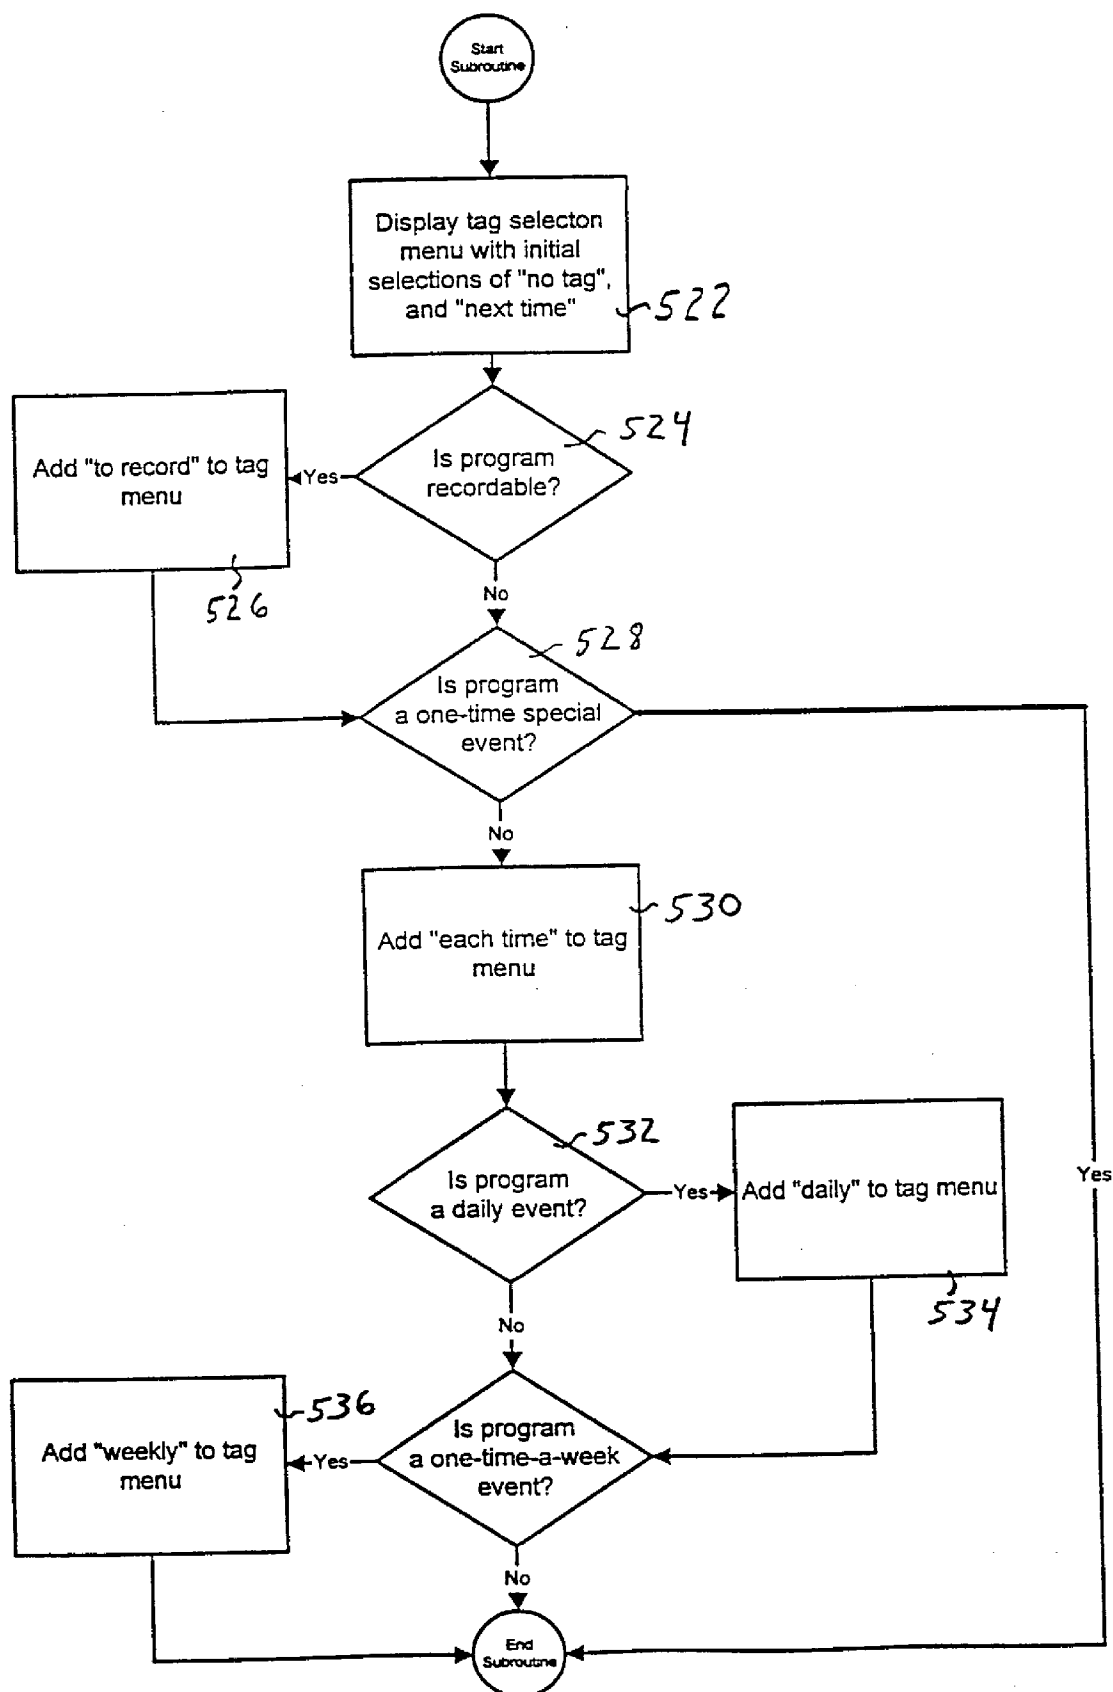 Start
Subroutine
Display tag selecton
menu with initial
selections of "no tag",
and "next time"
522
524
Is program
recordable?
Yes
Add "to record" to tag
menu
526
No
528
Is program
a one-time special
event?
No
Yes
530
Add "each time" to tag
menu
532
Is program
a daily event?
Yes
Add "daily" to tag menu
534
No
Is program
a one-time-a-week
event?
Yes
536
Add "weekly" to tag
menu
No
End
Subroutine